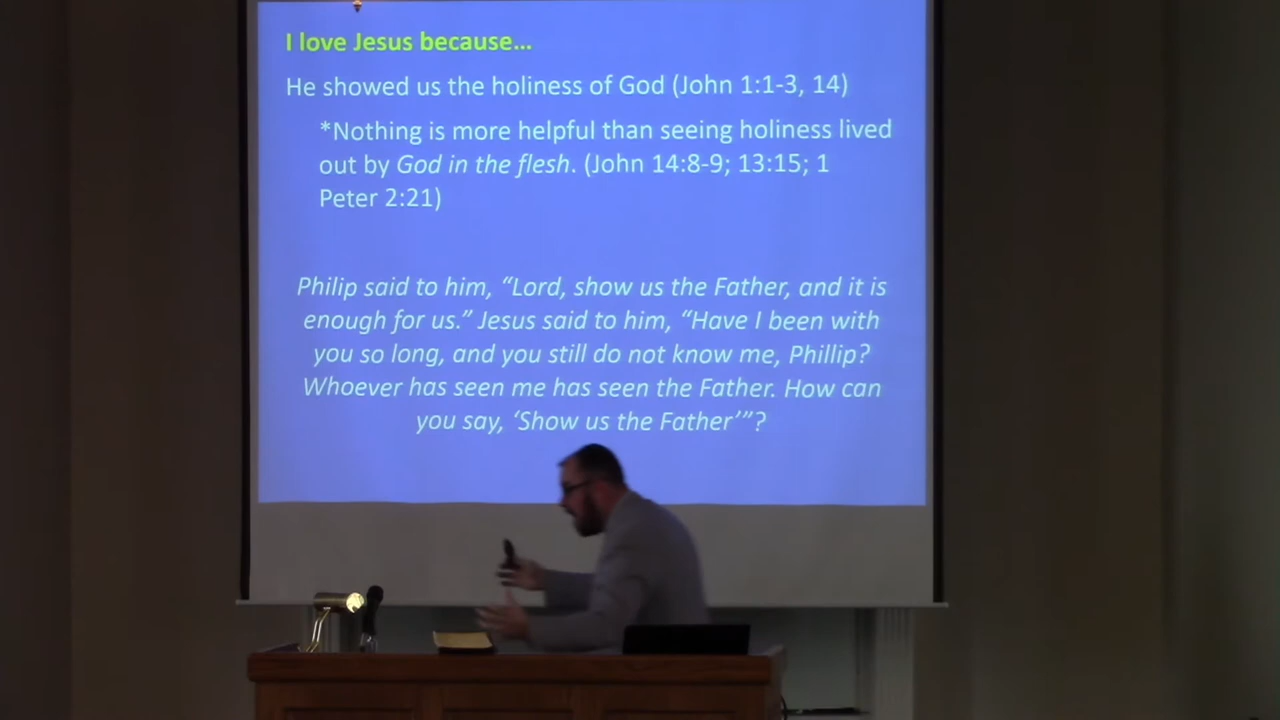 I love Jesus because…
He showed us the holiness of God (John 1:1-3, 14)
*Nothing is more helpful than seeing holiness lived
out by God in the flesh. (John 14:8-9; 13:15; 1
Peter 2:21)
Philip said to him, “Lord, show us the Father, and it is
enough for us.” Jesus said to him, “Have I been with
you so long, and you still do not know me, Phillip?
Whoever has seen me has seen the Father. How can
you say, ‘Show us the Father’”?